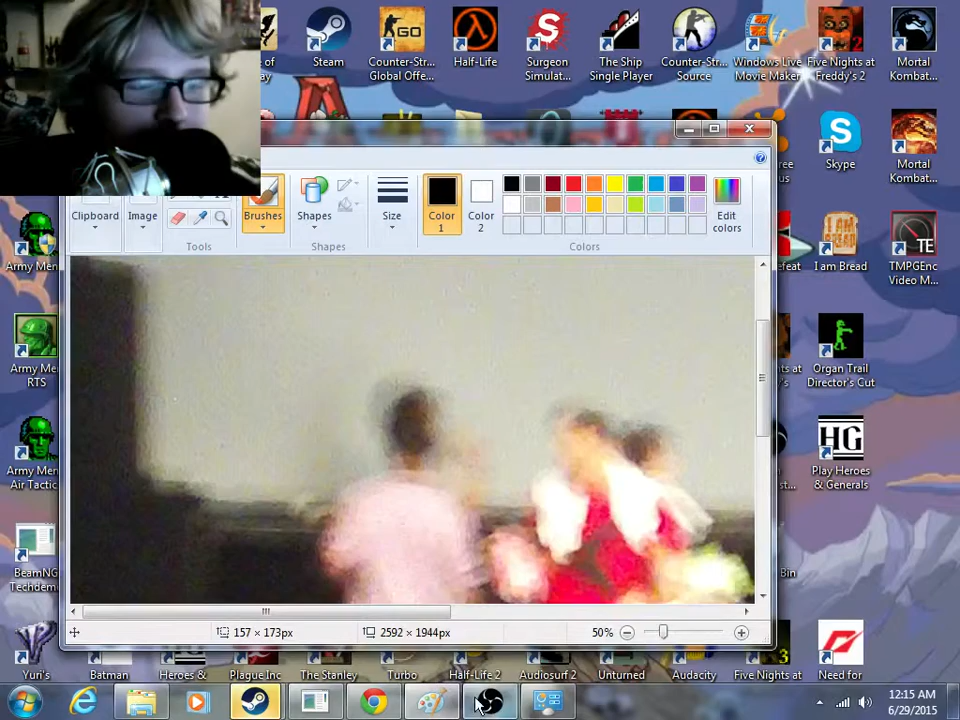 Steam
Counter-Str... Global Offe...
Half-Life
Surgeon Simulat...
The Ship Single Player
Counter-Str... Source
Windows Live Movie Maker
Five Nights at Freddy's 2
Mortal Kombat...
GO
Clipboard
Image
Tools
Brushes
Shapes
Shapes
Size
Color 1
Color 2
Edit colors
Colors
Skype
Mortal Kombat
I am Bread
TMPGEnc Video M...
TE
Army Men
Army Men RTS
Army Men Air Tactic
Organ Trail Director's Cut
HG
Play Heroes & Generals
BeamNG Techdem
Bin
157 × 173px
2592 × 1944px
50%
Yuri's
Batman
Heroes &
Plague Inc
The Stanley
Turbo
Half-Life 2
Audiosurf 2
Unturned
Audacity
Five Nights at
Need for
12:15 AM
6/29/2015